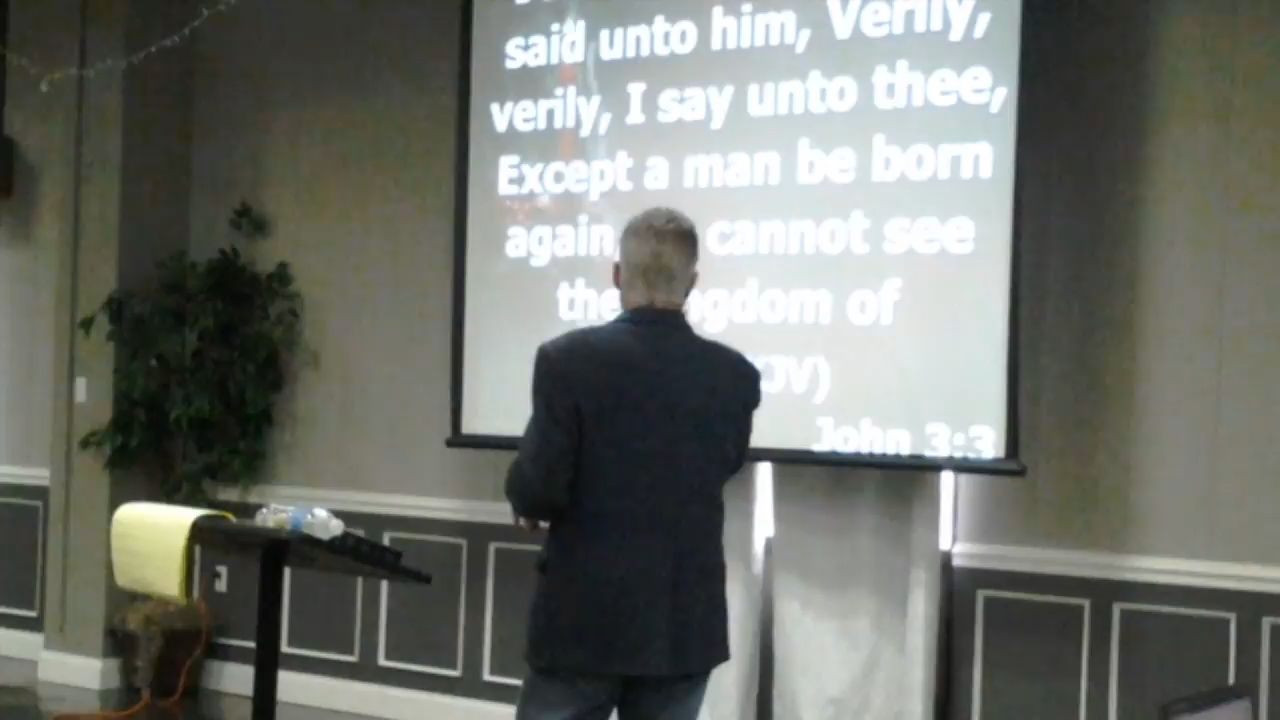 said unto him, Verily,
verily, I say unto thee,
Except a man be born
again, cannot see
the of
John 3:3